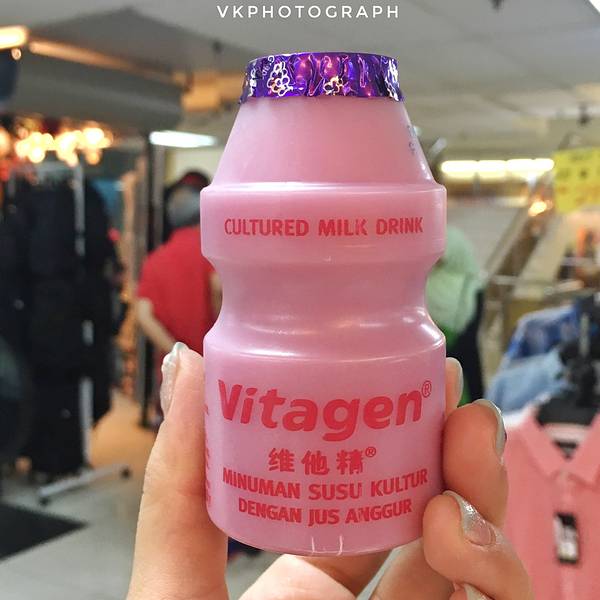 VKPHOTOGRAPH
CULTURED MILK DRINK
Vitagen®
维他精®
MINUMAN SUSU KULTUR
DENGAN JUS ANGGUR